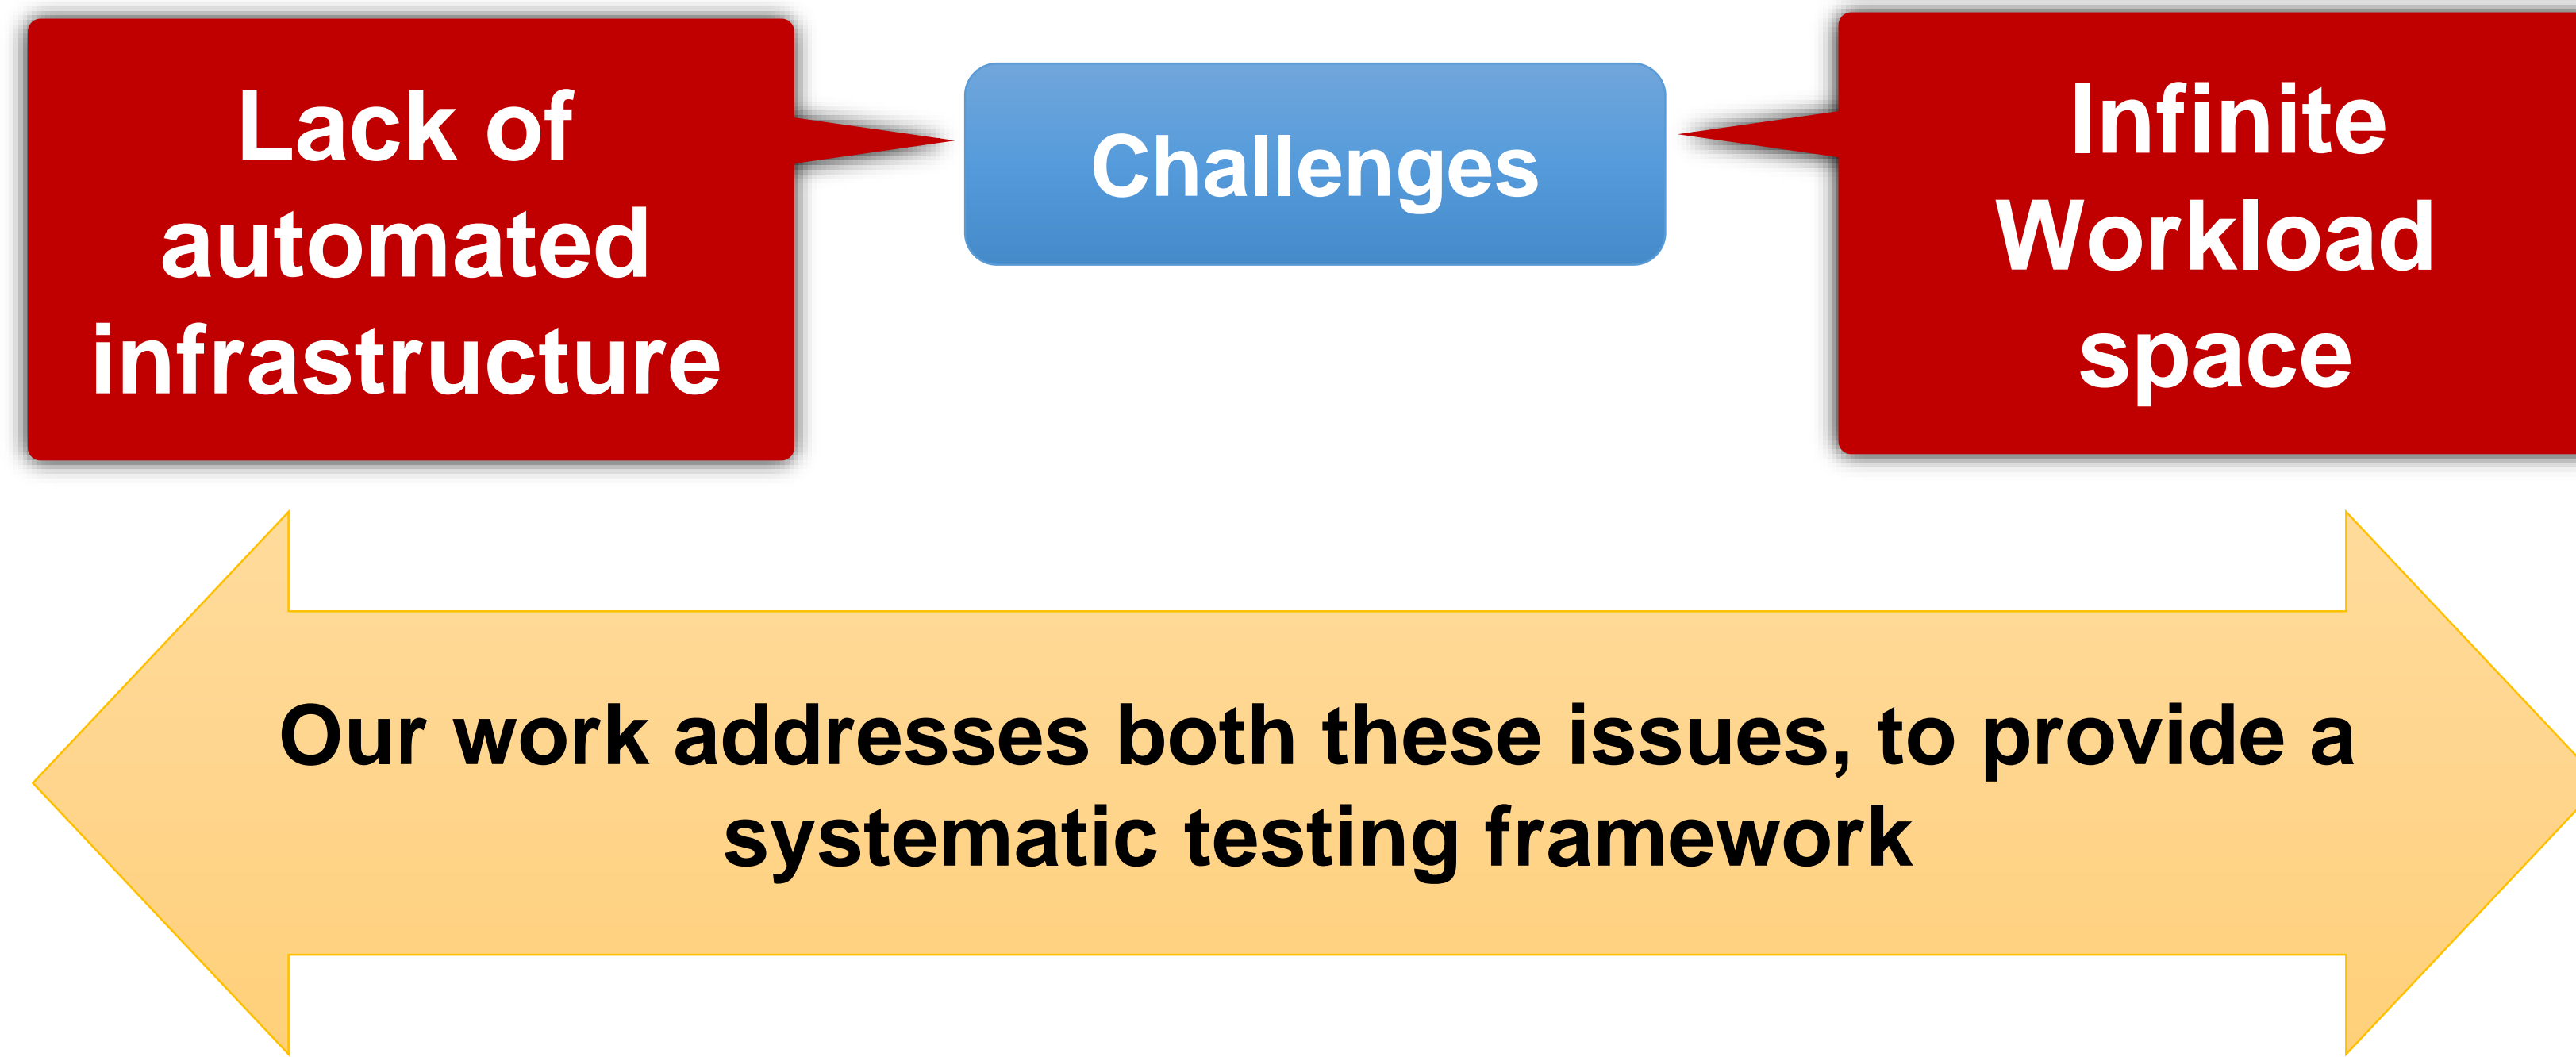 Lack of
automated
infrastructure
Challenges
Infinite
Workload
space
Our work addresses both these issues, to provide a
systematic testing framework